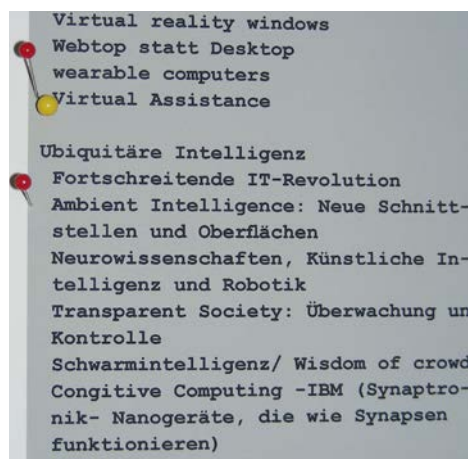 Virtual reality windows
Webtop statt Desktop
wearable computers
Virtual Assistance
Ubiquitäre Intelligenz
Fortschreitende IT-Revolution
Ambient Intelligence: Neue Schnitt-
stellen und Oberflächen
Neurowissenschaften, Künstliche In-
telligenz und Robotik
Transparent Society: Überwachung un
Kontrolle
Schwarmintelligenz/ Wisdom of crowd
Congitive Computing -IBM (Synaptro-
nik- Nanogeräte, die wie Synapsen
funktionieren)